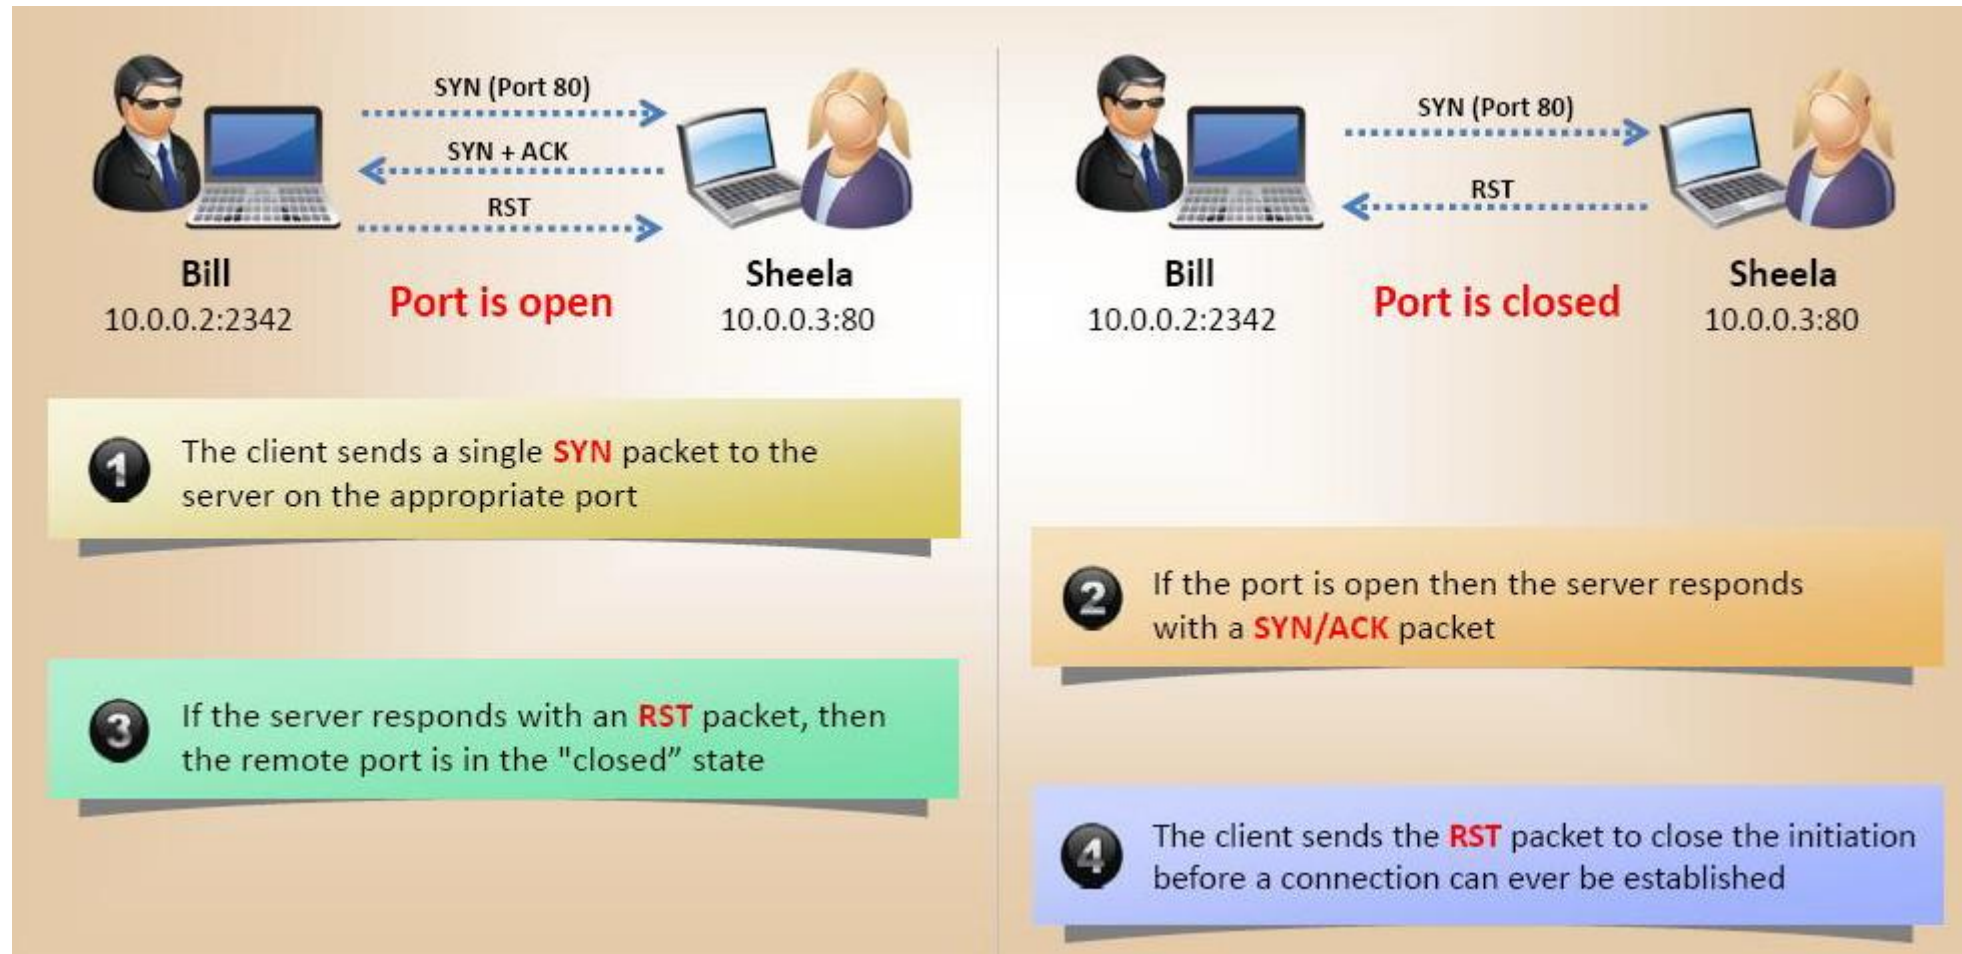 SYN (Port 80)
SYN + ACK
RST
Bill
10.0.0.2:2342
Port is open
Sheela
10.0.0.3:80
SYN (Port 80)
RST
Bill
10.0.0.2:2342
Port is closed
Sheela
10.0.0.3:80
1
The client sends a single SYN packet to the
server on the appropriate port
2
If the port is open then the server responds
with a SYN/ACK packet
3
If the server responds with an RST packet, then
the remote port is in the "closed” state
4
The client sends the RST packet to close the initiation
before a connection can ever be established